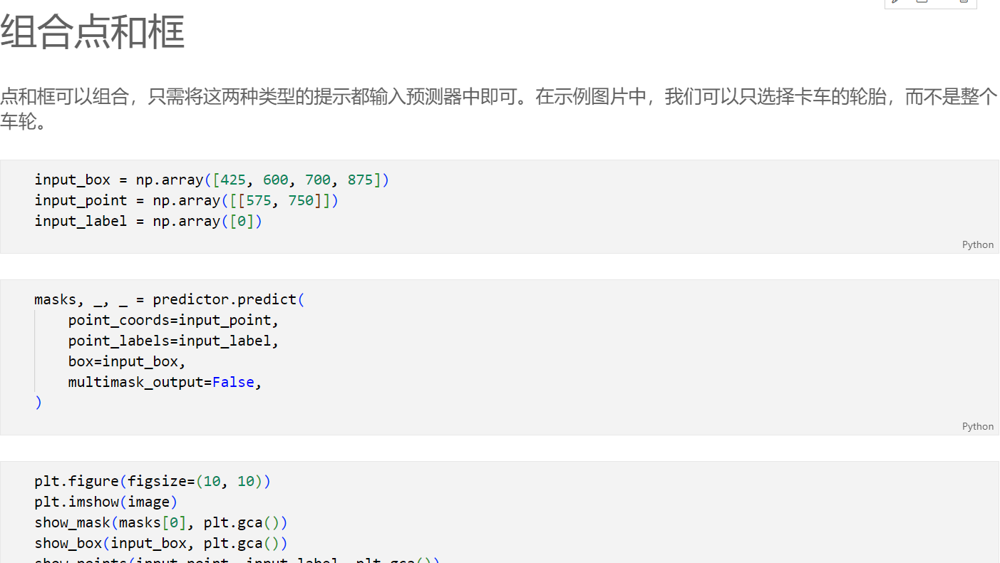 组合点和框
点和框可以组合，只需将这两种类型的提示都输入预测器中即可。在示例图片中，我们可以只选择卡车的轮胎，而不是整个
车轮。
input_box = np.array([425, 600, 700, 875])
input_point = np.array([[575, 750]])
input_label = np.array([0])
Python
masks, _, _ = predictor.predict(
    point_coords=input_point,
    point_labels=input_label,
    box=input_box,
    multimask_output=False,
)
Python
plt.figure(figsize=(10, 10))
plt.imshow(image)
show_mask(masks[0], plt.gca())
show_box(input_box, plt.gca())
show_points(input_point, input_label, plt.gca())